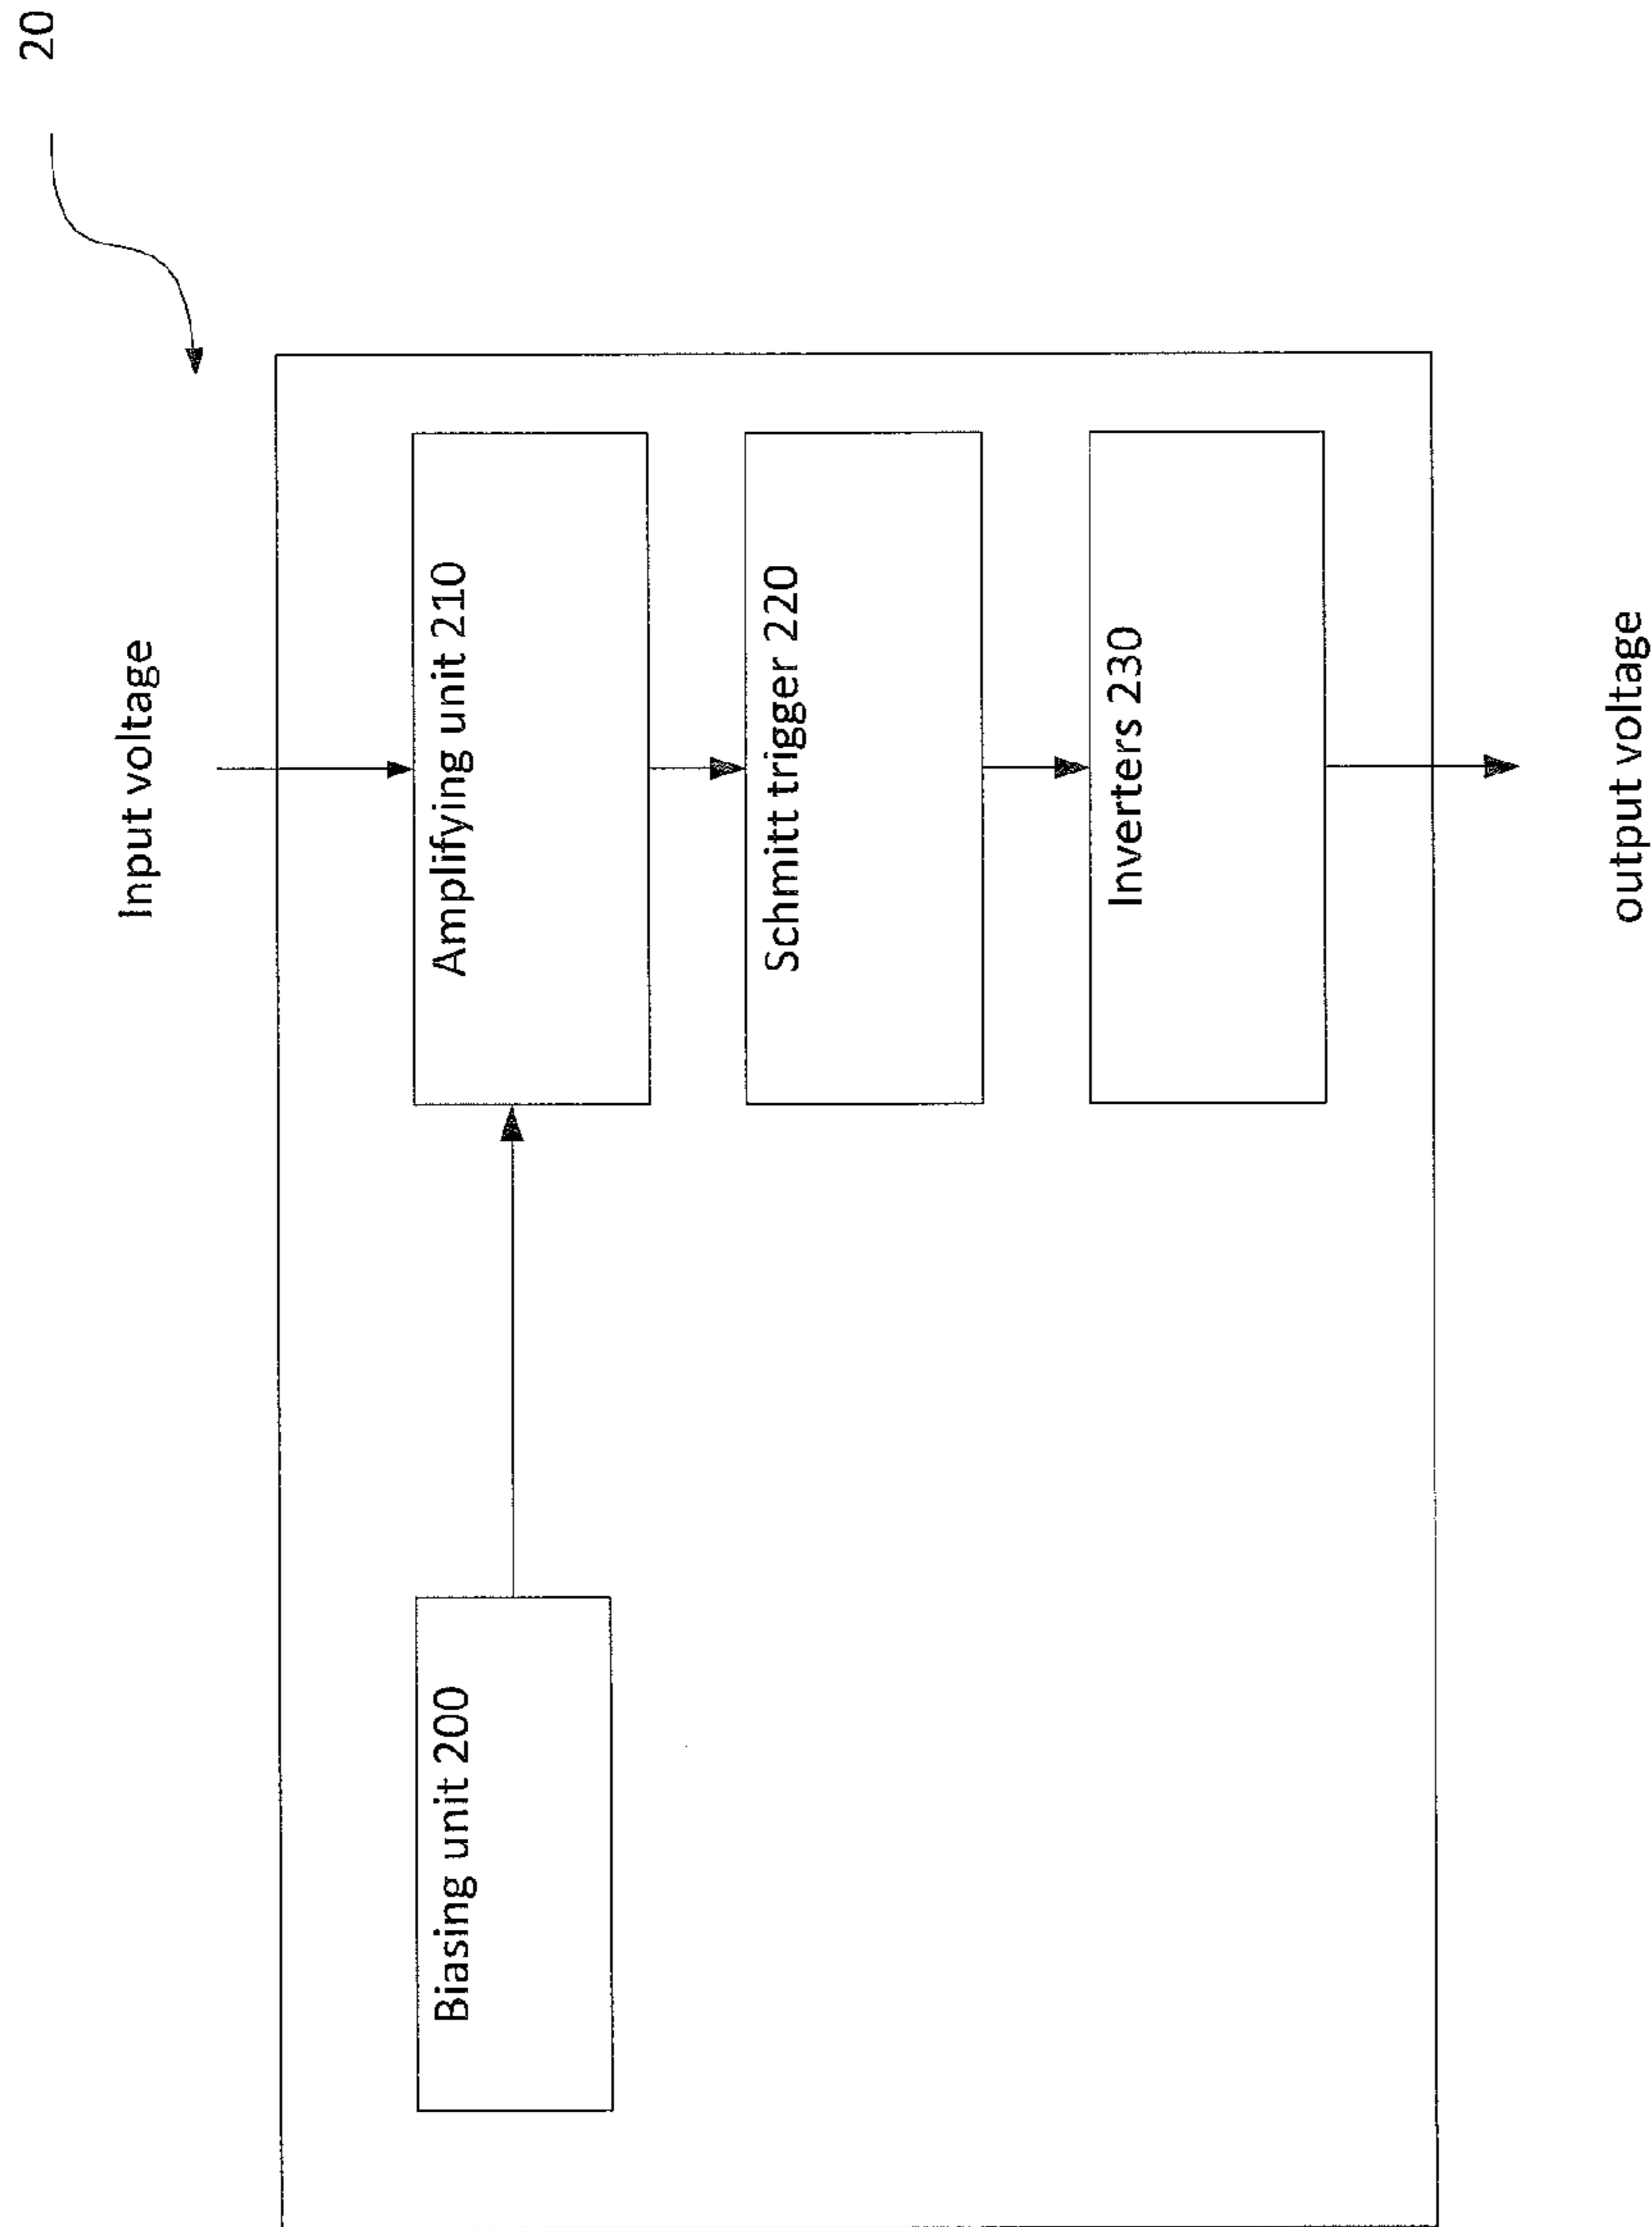 20
Input voltage
Biasing unit 200
Amplifying unit 210
Schmitt trigger 220
Inverters 230
output voltage